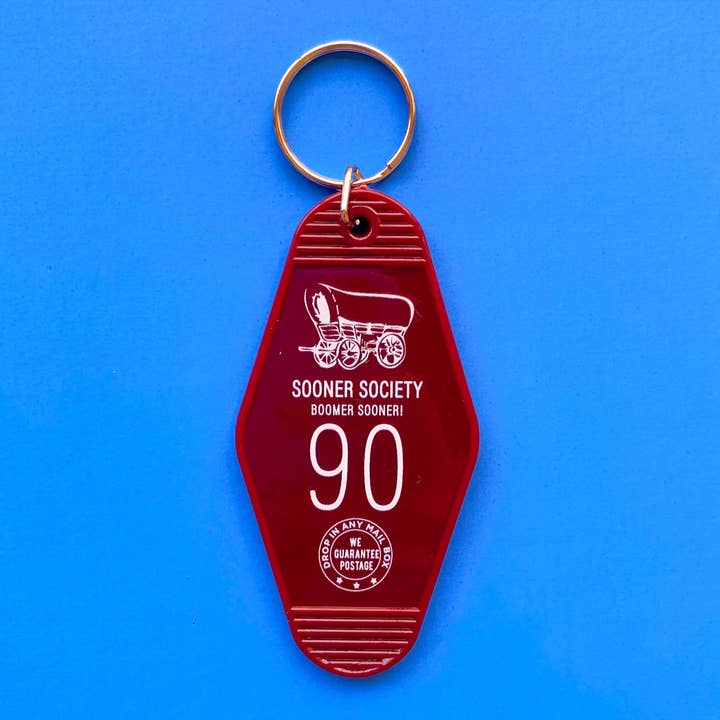 SOONER SOCIETY
BOOMER SOONER!
90
DROP IN ANY MAIL BOX
WE
GUARANTEE
POSTAGE